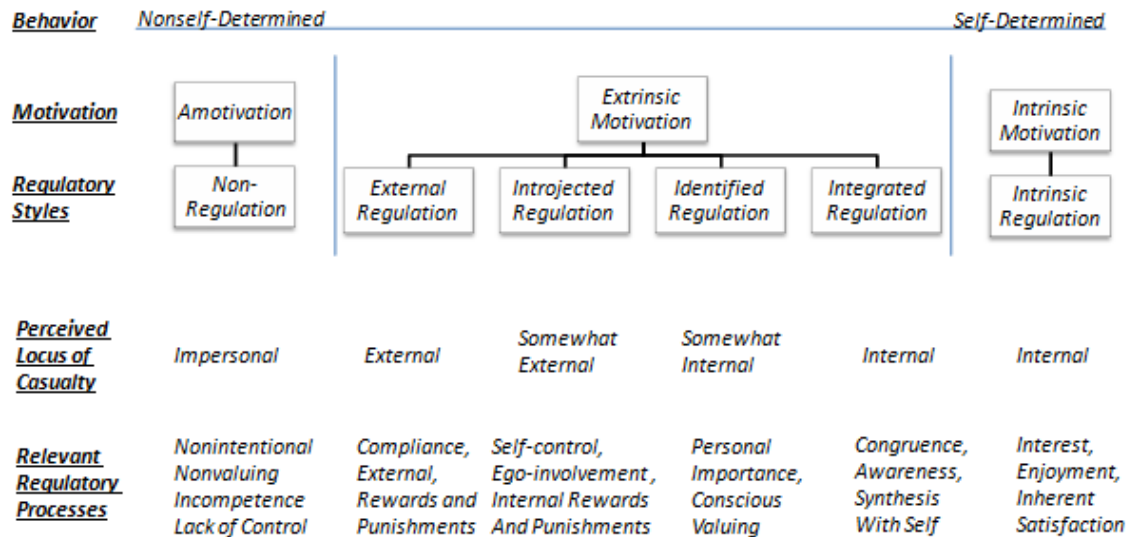 Behavior Nonself-Determined Self-Determined
Motivation Amotivation Extrinsic Motivation Intrinsic Motivation
Regulatory Styles Non-Regulation External Regulation Introjected Regulation Identified Regulation Integrated Regulation Intrinsic Regulation
Perceived Locus of Casualty Impersonal External Somewhat External Somewhat Internal Internal Internal
Relevant Regulatory Processes
Nonintentional
Nonvaluing
Incompetence
Lack of Control
Compliance,
External,
Rewards and
Punishments
Self-control,
Ego-involvement,
Internal Rewards
And Punishments
Personal
Importance,
Conscious
Valuing
Congruence,
Awareness,
Synthesis
With Self
Interest,
Enjoyment,
Inherent
Satisfaction